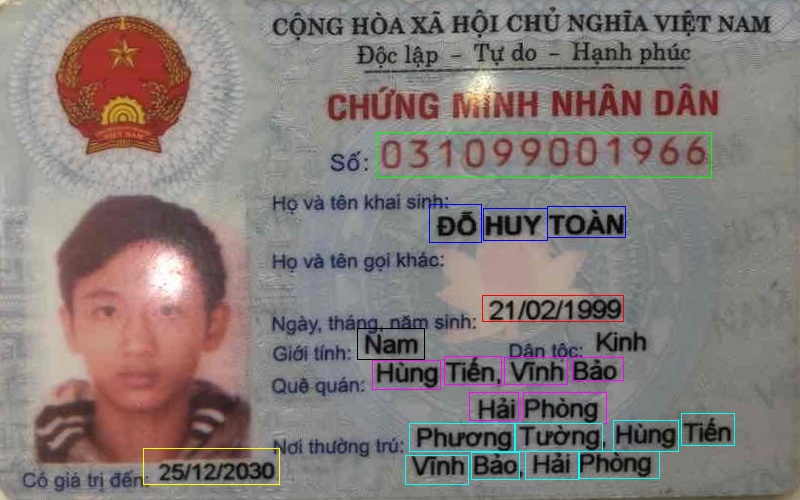 CỘNG HÒA XÃ HỘI CHỦ NGHĨA VIỆT NAM
Độc lập - Tự do - Hạnh phúc
CHỨNG MINH NHÂN DÂN
Số: 031099001966
Họ và tên khai sinh:
ĐỖ HUY TOÀN
Họ và tên gọi khác:
Ngày, tháng, năm sinh: 21/02/1999
Giới tính: Nam Dân tộc: Kinh
Quê quán: Hùng Tiến, Vĩnh Bảo
Hải Phòng
Nơi thường trú: Phương Tường, Hùng Tiến
Vĩnh Bảo, Hải Phòng
Có giá trị đến: 25/12/2030